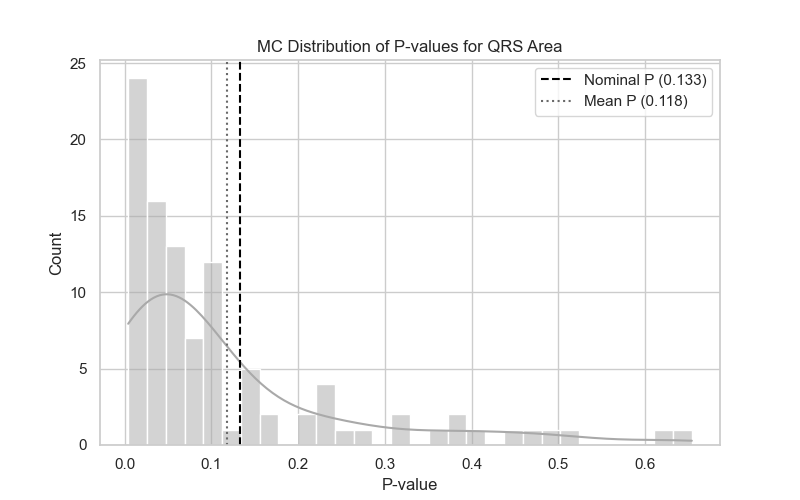 MC Distribution of P-values for QRS Area
Nominal P (0.133)
Mean P (0.118)
25
20
15
10
5
0
Count
0.0 0.1 0.2 0.3 0.4 0.5 0.6
P-value